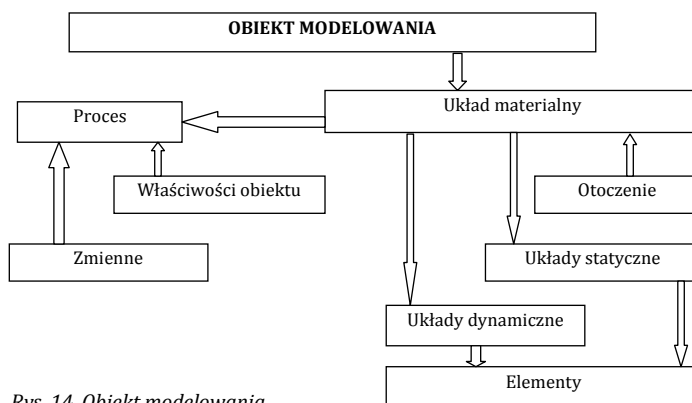 OBIEKT MODELOWANIA
Układ materialny
Proces
Właściwości obiektu
Otoczenie
Zmienne
Układy statyczne
Układy dynamiczne
Elementy
Rys. 14. Obiekt modelowania